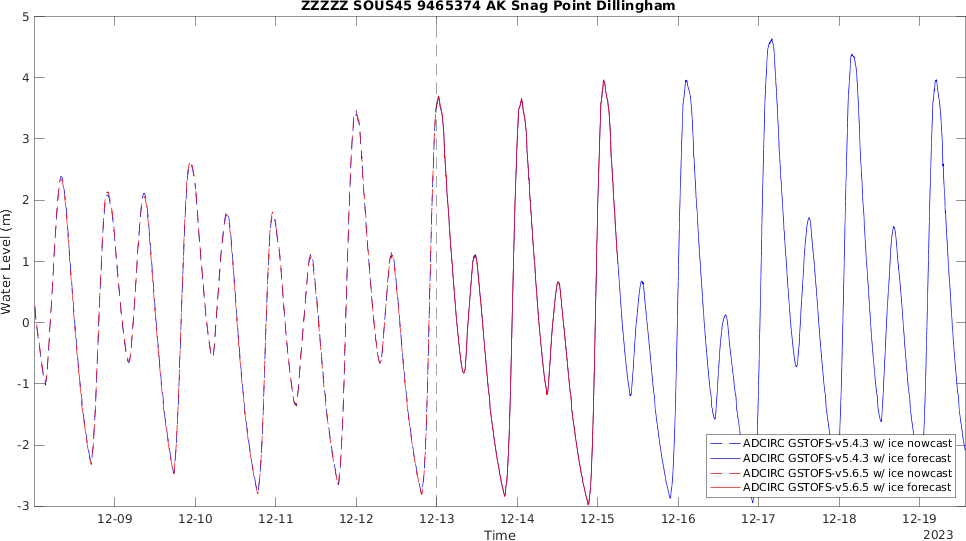 ZZZZZ SOUS45 9465374 AK Snag Point Dillingham
5
4
3
2
1
0
-1
-2
-3
Water Level (m)
12-09 12-10 12-11 12-12 12-13 12-14 12-15 12-16 12-17 12-18 12-19
Time
2023
ADCIRC GSTOFS-v5.4.3 w/ ice nowcast
ADCIRC GSTOFS-v5.4.3 w/ ice forecast
ADCIRC GSTOFS-v5.6.5 w/ ice nowcast
ADCIRC GSTOFS-v5.6.5 w/ ice forecast